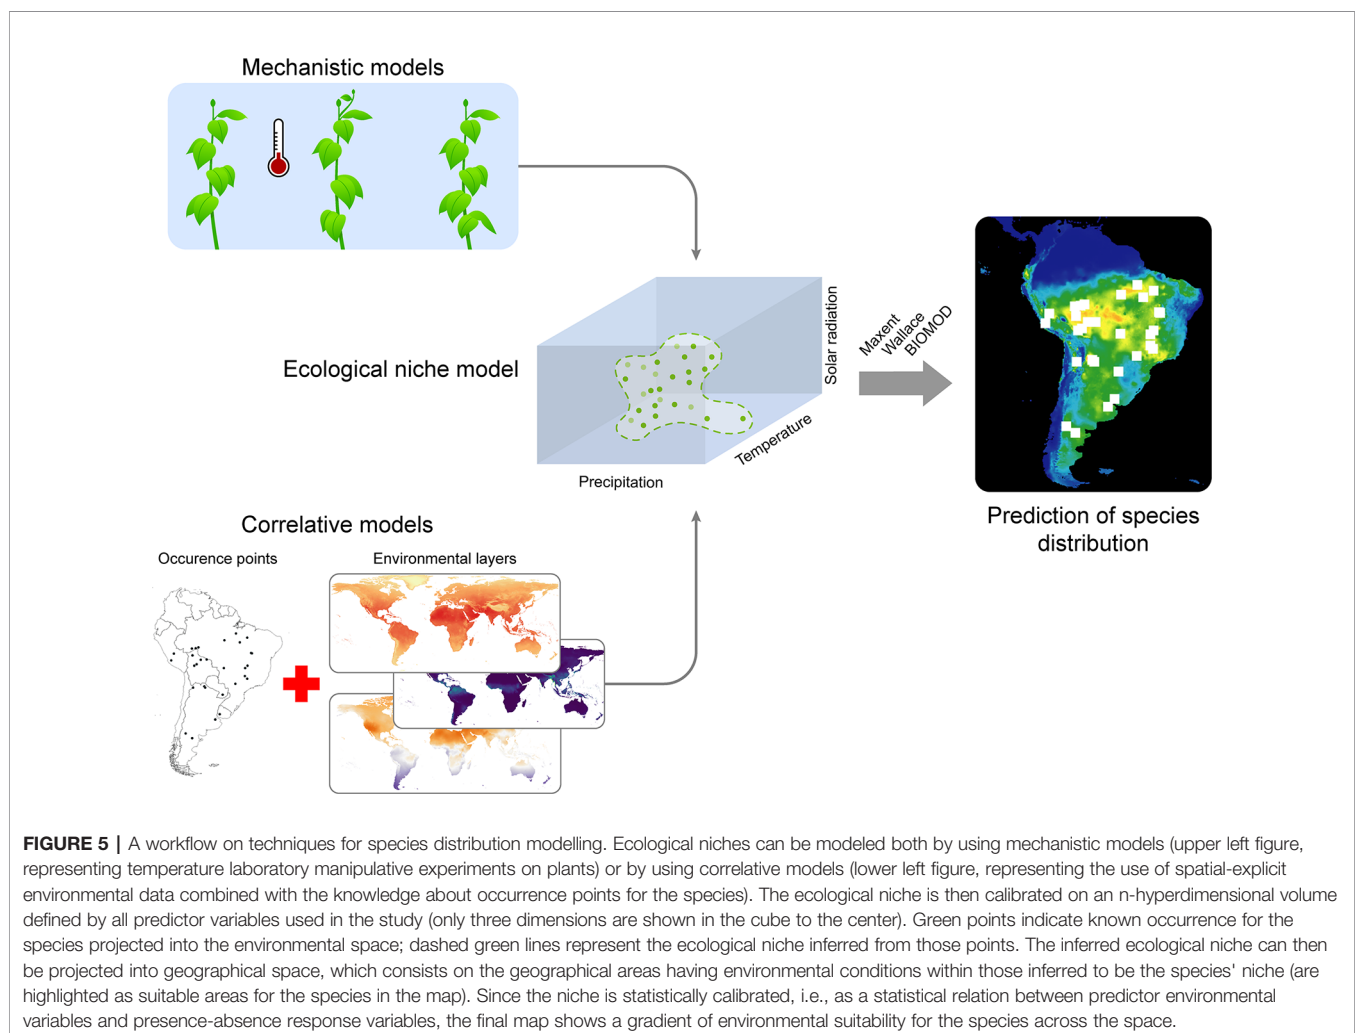 Mechanistic models
Ecological niche model
Solar radiation
Temperature
Precipitation
Maxent
Wallace
BIOMOD
Prediction of species
distribution
Correlative models
Occurence points
Environmental layers
FIGURE 5 | A workflow on techniques for species distribution modelling. Ecological niches can be modeled both by using mechanistic models (upper left figure,
representing temperature laboratory manipulative experiments on plants) or by using correlative models (lower left figure, representing the use of spatial-explicit
environmental data combined with the knowledge about occurrence points for the species). The ecological niche is then calibrated on an n-hyperdimensional volume
defined by all predictor variables used in the study (only three dimensions are shown in the cube to the center). Green points indicate known occurrence for the
species projected into the environmental space; dashed green lines represent the ecological niche inferred from those points. The inferred ecological niche can then
be projected into geographical space, which consists on the geographical areas having environmental conditions within those inferred to be the species' niche (are
highlighted as suitable areas for the species in the map). Since the niche is statistically calibrated, i.e., as a statistical relation between predictor environmental
variables and presence-absence response variables, the final map shows a gradient of environmental suitability for the species across the space.